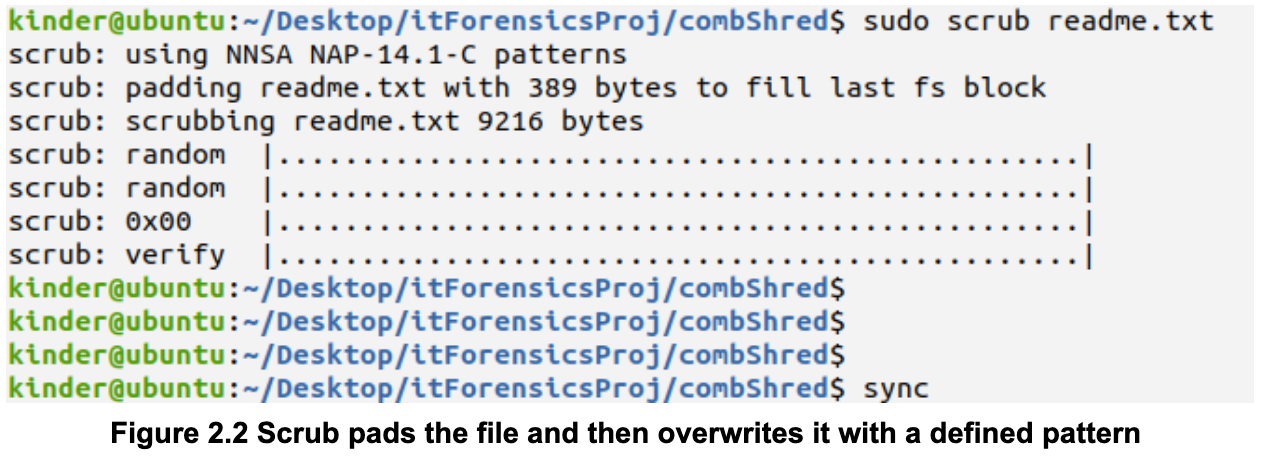 kinder@ubuntu:~/Desktop/itForensicsProj/combShred$ sudo scrub readme.txt
scrub: using NNSA NAP-14.1-C patterns
scrub: padding readme.txt with 389 bytes to fill last fs block
scrub: scrubbing readme.txt 9216 bytes
scrub: random  |................................................|
scrub: random  |................................................|
scrub: 0x00    |................................................|
scrub: verify  |................................................|
kinder@ubuntu:~/Desktop/itForensicsProj/combShred$
kinder@ubuntu:~/Desktop/itForensicsProj/combShred$
kinder@ubuntu:~/Desktop/itForensicsProj/combShred$
kinder@ubuntu:~/Desktop/itForensicsProj/combShred$ sync
Figure 2.2 Scrub pads the file and then overwrites it with a defined pattern